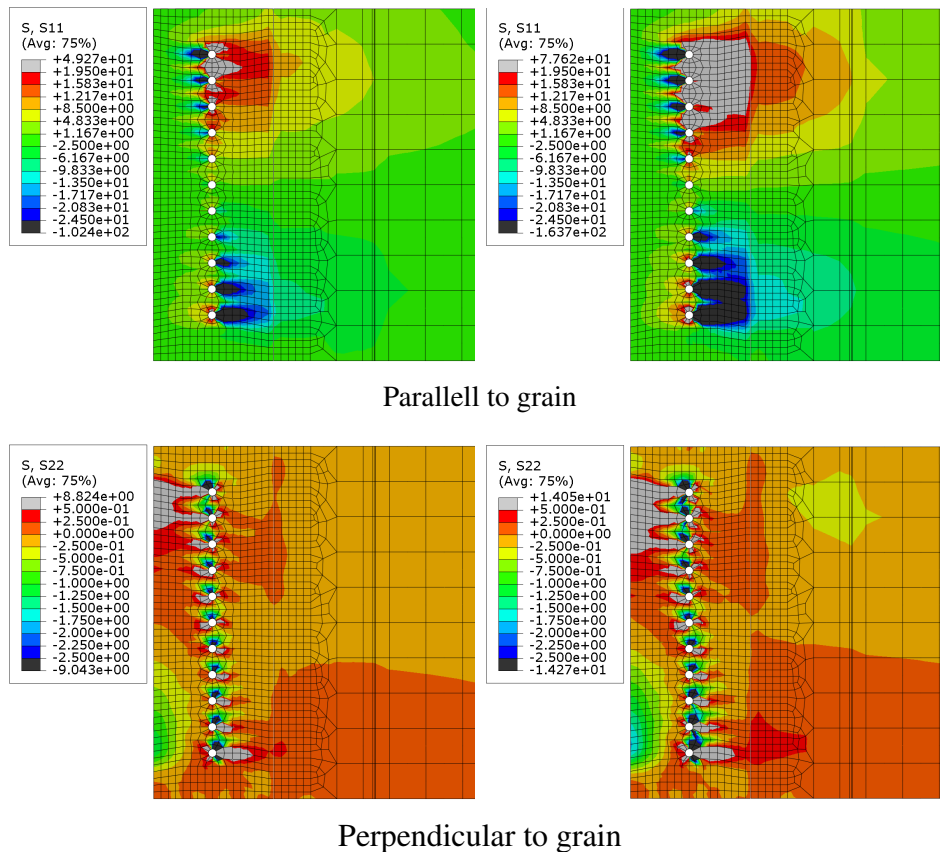 S, S11
(Avg: 75%)
+4.927e+01
+1.950e+01
+1.583e+01
+1.217e+01
+8.500e+00
+4.833e+00
+1.167e+00
-2.500e+00
-6.167e+00
-9.833e+00
-1.350e+01
-1.717e+01
-2.083e+01
-2.450e+01
-1.024e+02
S, S11
(Avg: 75%)
+7.762e+01
+1.950e+01
+1.583e+01
+1.217e+01
+8.500e+00
+4.833e+00
+1.167e+00
-2.500e+00
-6.167e+00
-9.833e+00
-1.350e+01
-1.717e+01
-2.083e+01
-2.450e+01
-1.637e+02
Parallell to grain
S, S22
(Avg: 75%)
+8.824e+00
+5.000e-01
+2.500e-01
+0.000e+00
-2.500e-01
-5.000e-01
-7.500e-01
-1.000e+00
-1.250e+00
-1.500e+00
-1.750e+00
-2.000e+00
-2.250e+00
-2.500e+00
-9.043e+00
S, S22
(Avg: 75%)
+1.405e+01
+5.000e-01
+2.500e-01
+0.000e+00
-2.500e-01
-5.000e-01
-7.500e-01
-1.000e+00
-1.250e+00
-1.500e+00
-1.750e+00
-2.000e+00
-2.250e+00
-2.500e+00
-1.427e+01
Perpendicular to grain